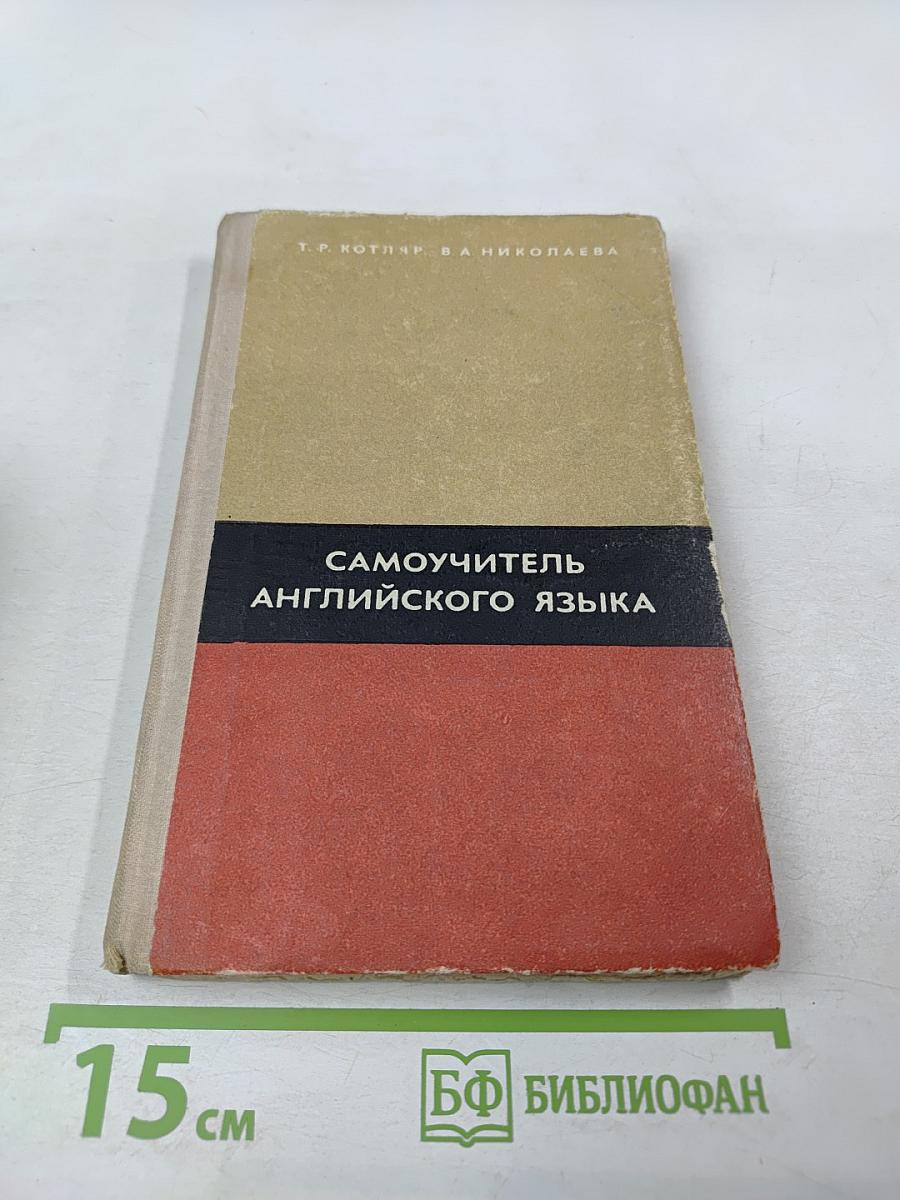 Т. Р. КОТЛЯР, В. А. НИКОЛАЕВА
САМОУЧИТЕЛЬ
АНГЛИЙСКОГО ЯЗЫКА
15 см
БФ БИБЛИОФАН